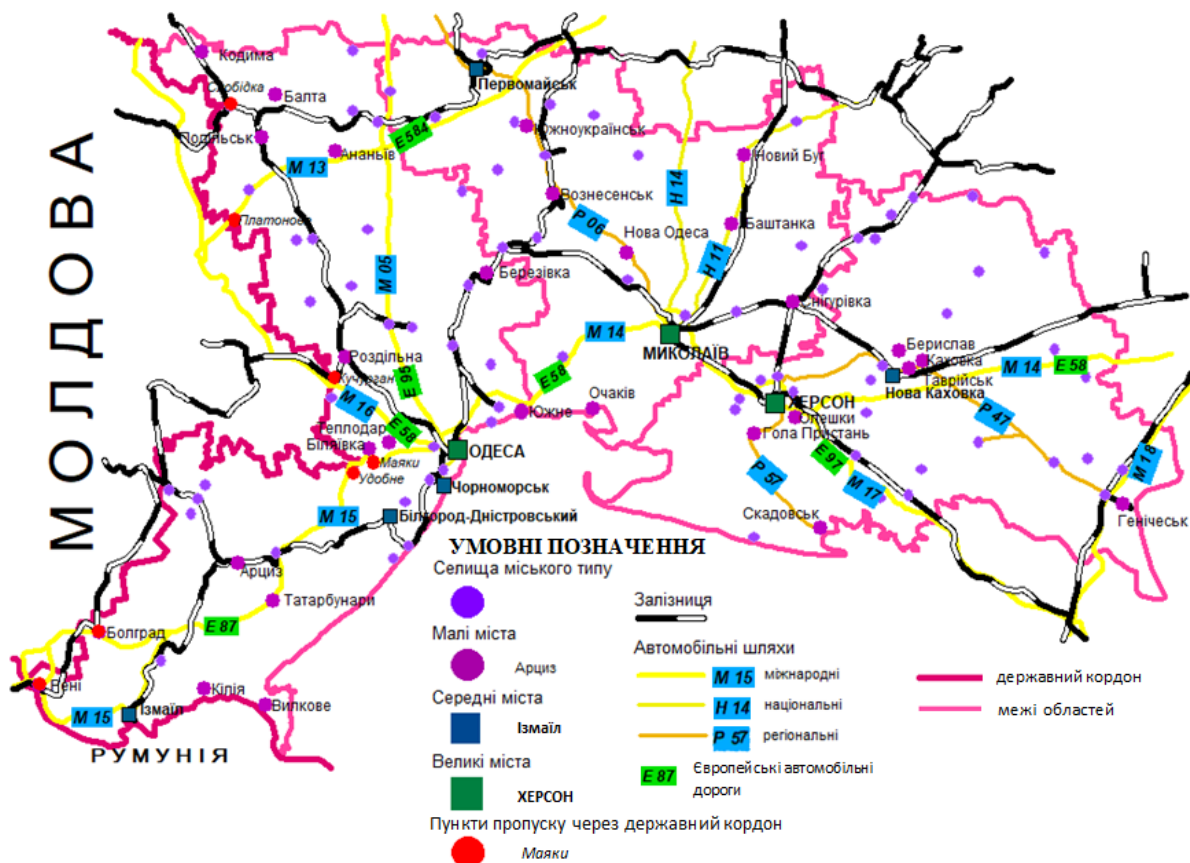 МОЛДОВА
Кодима
Слобідка
Балта
Первомайськ
Подільськ
Ананьїв
E 584
M 13
Южноукраїнськ
Новий Буг
H 14
Вознесенськ
Платонове
P 06
Нова Одеса
Баштанка
H 11
M 05
Березівка
Снігурівка
M 14
МИКОЛАЇВ
Берислав
Каховка
Роздільна
E 95
Кучурган
E 58
M 14
E 58
Таврійськ
Нова Каховка
M 16
Южне
Очаків
ХЕРСОН
Олешки
P 47
E 58
Теплодар
Біляївка
ОДЕСА
Гола Пристань
Маяки
Удобне
E 97
M 18
P 57
M 17
Чорноморськ
M 15
Білгород-Дністровський
Скадовськ
Генічеськ
Арциз
Татарбунари
E 87
Болград
Рені
Кілія
Вилкове
M 15
Ізмаїл
РУМУНІЯ
УМОВНІ ПОЗНАЧЕННЯ
Селища міського типу
Малі міста
Арциз
Середні міста
Ізмаїл
Великі міста
ХЕРСОН
Пункти пропуску через державний кордон
Маяки
Залізниця
Автомобільні шляхи
M 15 міжнародні
H 14 національні
P 57 регіональні
E 87 Європейські автомобільні
дороги
державний кордон
межі областей